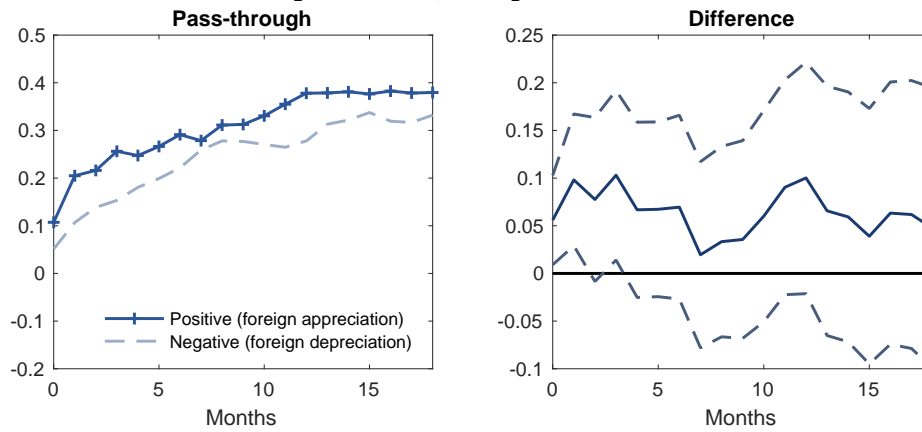 Pass-through
0.5
0.4
0.3
0.2
0.1
0
-0.1
-0.2
Positive (foreign appreciation)
Negative (foreign depreciation)
0 5 10 15
Months
Difference
0.25
0.2
0.15
0.1
0.05
0
-0.05
-0.1
0 5 10 15
Months